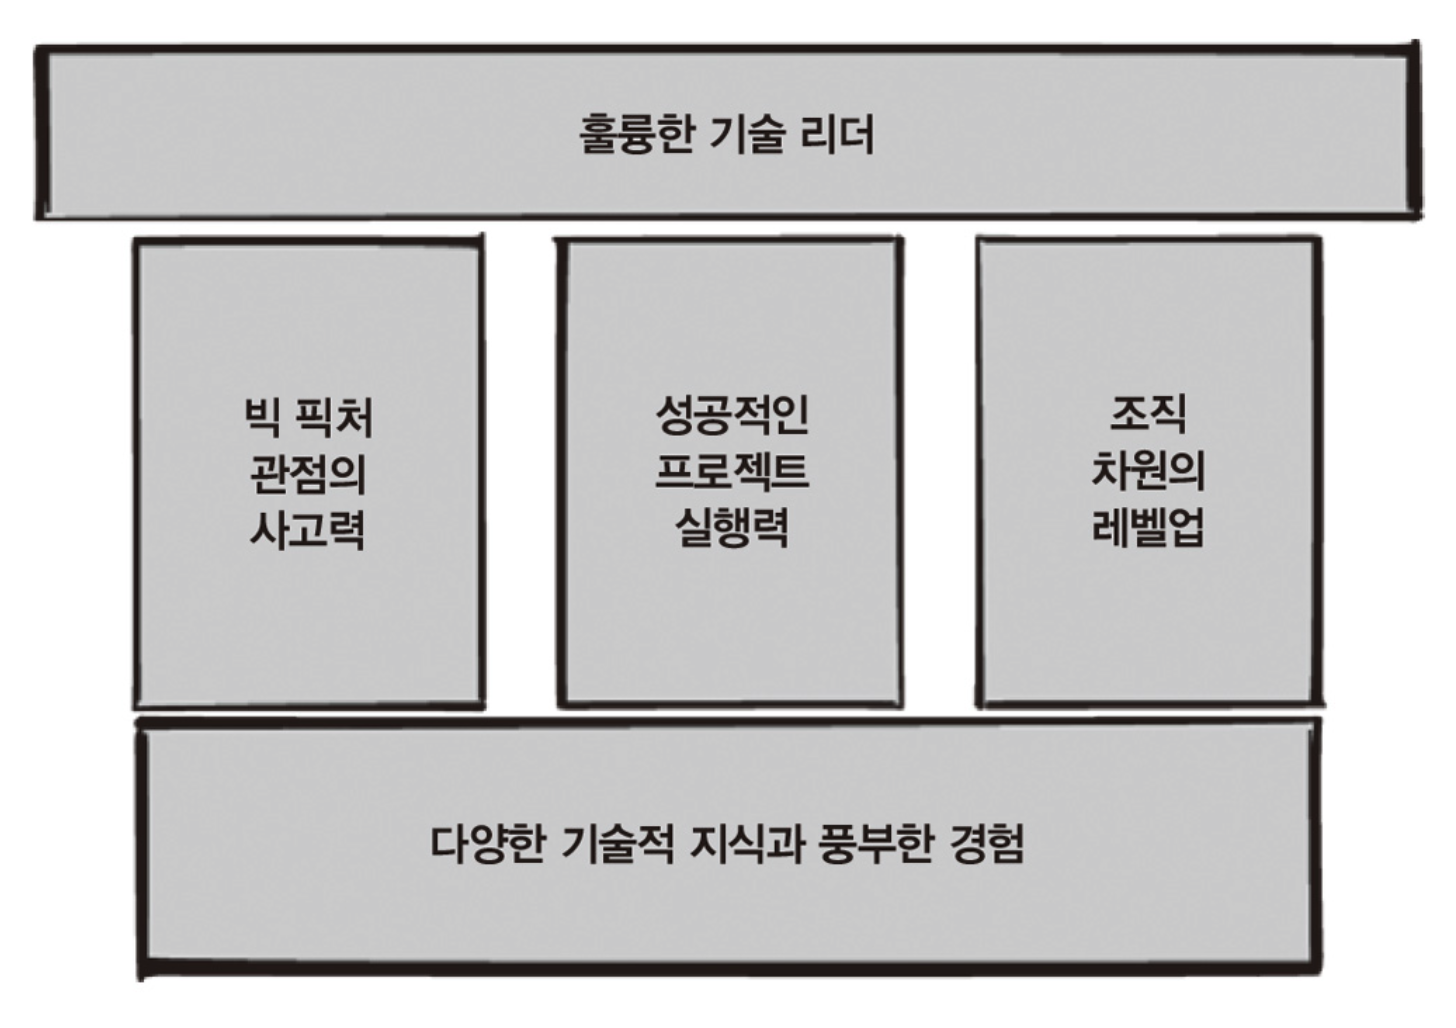 훌륭한 기술 리더
빅 픽처
관점의
사고력
성공적인
프로젝트
실행력
조직
차원의
레벨업
다양한 기술적 지식과 풍부한 경험